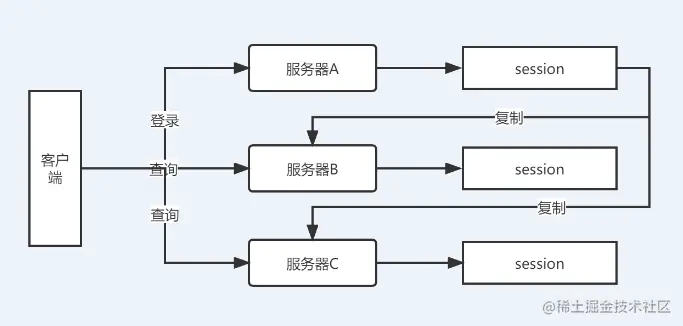 服务器A
session
登录
复制
客户
端
查询
服务器B
session
查询
复制
服务器C
session
@稀土掘金技术社区